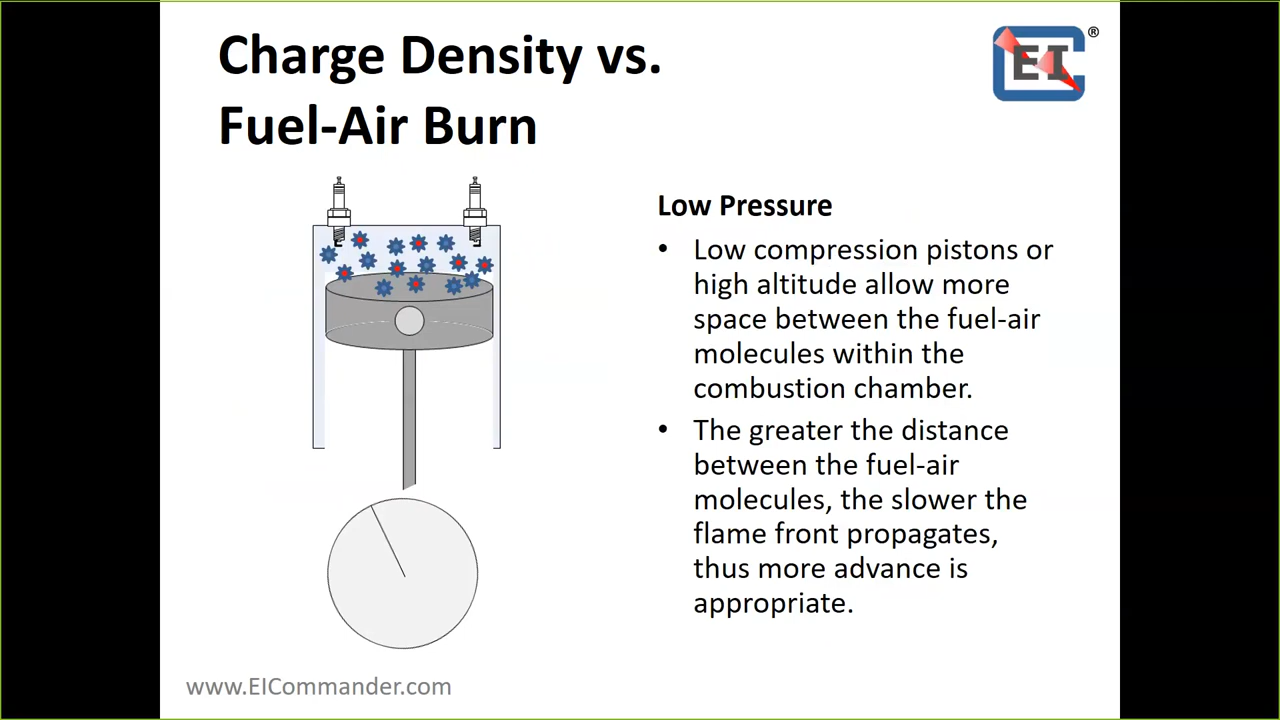 Charge Density vs.
Fuel-Air Burn
EI
®
Low Pressure
• Low compression pistons or
high altitude allow more
space between the fuel-air
molecules within the
combustion chamber.
• The greater the distance
between the fuel-air
molecules, the slower the
flame front propagates,
thus more advance is
appropriate.
www.EICommander.com